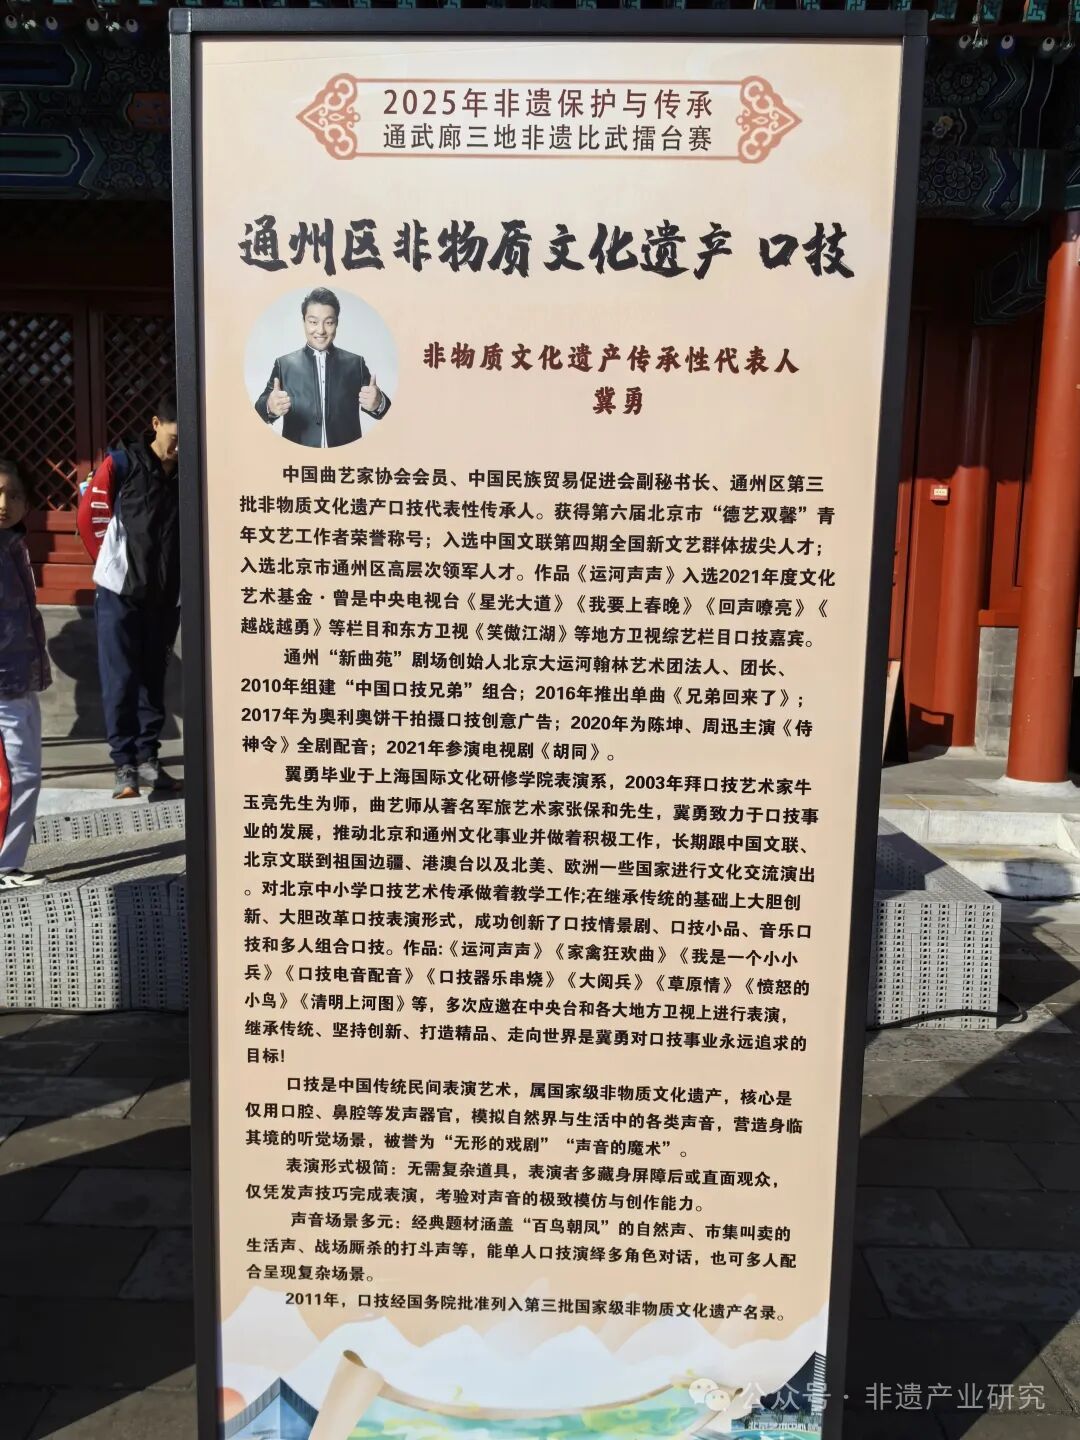 2025年非遗保护与传承
通武廊三地非遗比武擂台赛
通州区非物质文化遗产 口技
非物质文化遗产传承性代表人
冀勇
中国曲艺家协会会员、中国民族贸易促进会副秘书长、通州区第三
批非物质文化遗产口技代表性传承人。获得第六届北京市“德艺双馨”青
年文艺工作者荣誉称号；入选中国文联第四期全国新文艺群体拔尖人才；
入选北京市通州区高层次领军人才。作品《运河声声》入选2021年度文化
艺术基金·曾是中央电视台《星光大道》《我要上春晚》《回声嘹亮》《
越战越勇》等栏目和东方卫视《笑傲江湖》等地方卫视综艺栏目口技嘉宾。
通州“新曲苑”剧场创始人北京大运河翰林艺术团法人、团长、
2010年组建“中国口技兄弟”组合；2016年推出单曲《兄弟回来了》；
2017年为奥利奥饼干拍摄口技创意广告；2020年为陈坤、周迅主演《侍
神令》全剧配音；2021年参演电视剧《胡同》。
翼勇毕业于上海国际文化研修学院表演系，2003年拜口技艺术家牛
玉亮先生为师，曲艺师从著名军旅艺术家张保和先生，冀勇致力于口技事
业的发展，推动北京和通州文化事业并做着积极工作，长期跟中国文联、
北京文联到祖国边疆、港澳台以及北美、欧洲一些国家进行文化交流演出
。对北京中小学口技艺术传承做着教学工作;在继承传统的基础上大胆创
新、大胆改革口技表演形式，成功创新了口技情景剧、口技小品、音乐口
技和多人组合口技。作品:《运河声声》《家禽狂欢曲》《我是一个小小
兵》《口技电音配音》《口技器乐串烧》《大阅兵》《草原情》《愤怒的
小鸟》《清明上河图》等，多次应邀在中央台和各大地方卫视上进行表演，
继承传统、坚持创新、打造精品、走向世界是冀勇对口技事业永远追求的
目标!
口技是中国传统民间表演艺术，属国家级非物质文化遗产，核心是
仅用口腔、鼻腔等发声器官，模拟自然界与生活中的各类声音，营造身临
其境的听觉场景，被誉为“无形的戏剧”“声音的魔术”。
表演形式极简：无需复杂道具，表演者多藏身屏障后或直面观众，
仅凭发声技巧完成表演，考验对声音的极致模仿与创作能力。
声音场景多元：经典题材涵盖“百鸟朝凤”的自然声、市集叫卖的
生活声、战场厮杀的打斗声等，能单人口技演绎多角色对话，也可多人配
合呈现复杂场景。
2011年，口技经国务院批准列入第三批国家级非物质文化遗产名录。
公众号·非遗产业研究